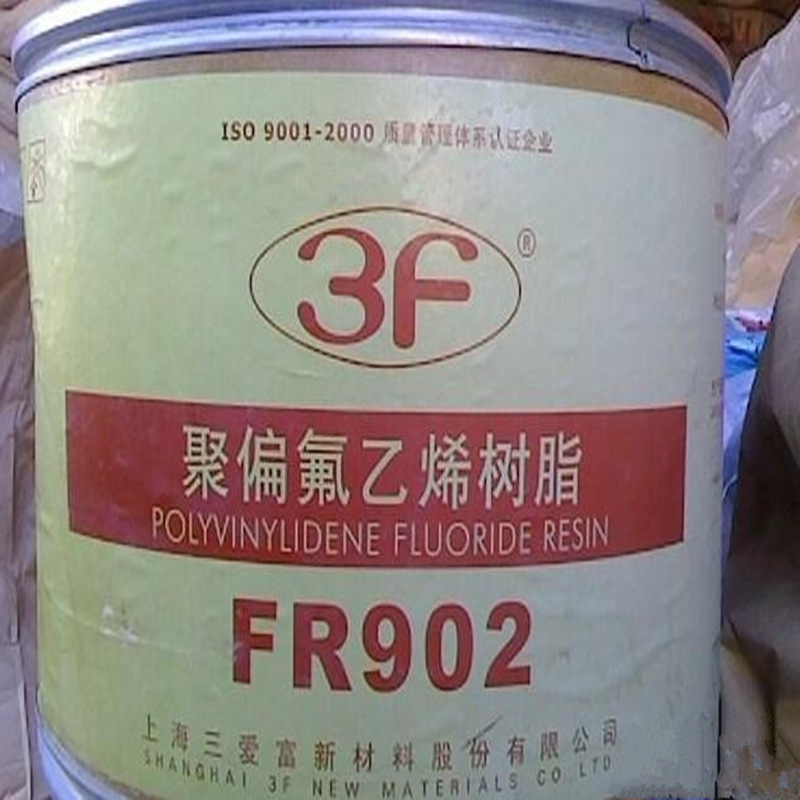 ISO 9001-2000 质量管理体系认证企业
3F ®
聚偏氟乙烯树脂
POLYVINYLIDENE FLUORIDE RESIN
FR902
上海三爱富新材料股份有限公司
SHANGHAI 3F NEW MATERIALS CO LTD